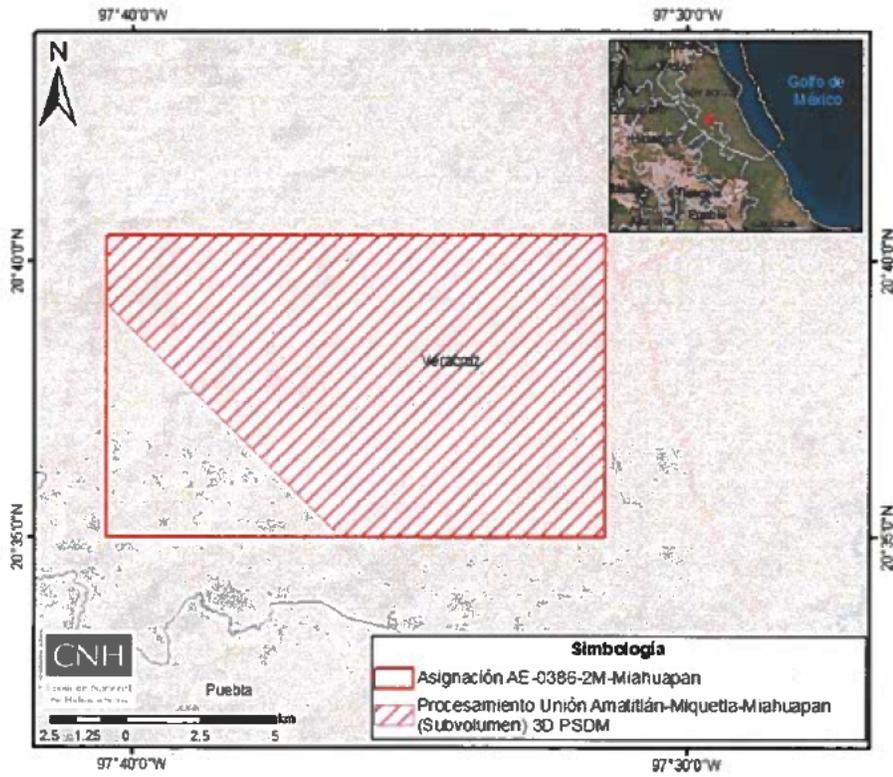 97°40'0"W
97°30'0"W
N
Golfo de
México
20°40'0"N
20°40'0"N
Veracruz
20°35'0"N
20°35'0"N
CNH
Puebla
km
2.5 1.25 0 2.5 5
Simbología
Asignación AE-0386-2M-Miahuapan
Procesamiento Unión Amatitlán-Miquetla-Miahuapan
(Subvolumen) 3D PSDM
97°40'0"W
97°30'0"W